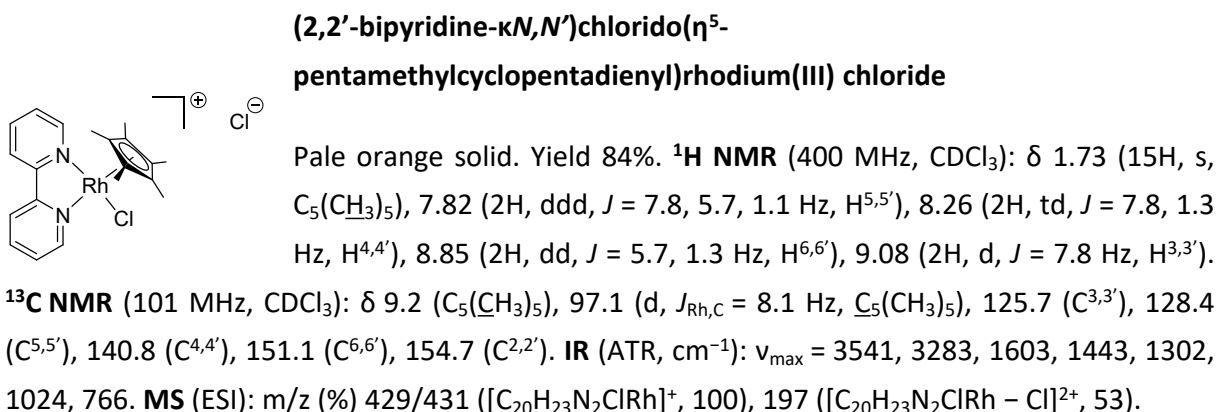 (2,2’-bipyridine-κN,N’)chlorido(η⁵-
pentamethylcyclopentadienyl)rhodium(III) chloride
⊕
Cl⊖
N
Rh
N
Cl
Pale orange solid. Yield 84%. ¹H NMR (400 MHz, CDCl₃): δ 1.73 (15H, s,
C₅(CH₃)₅), 7.82 (2H, ddd, J = 7.8, 5.7, 1.1 Hz, H⁵,⁵’), 8.26 (2H, td, J = 7.8, 1.3
Hz, H⁴,⁴’), 8.85 (2H, dd, J = 5.7, 1.3 Hz, H⁶,⁶’), 9.08 (2H, d, J = 7.8 Hz, H³,³’).
¹³C NMR (101 MHz, CDCl₃): δ 9.2 (C₅(CH₃)₅), 97.1 (d, J_Rh,C = 8.1 Hz, C₅(CH₃)₅), 125.7 (C³,³’), 128.4
(C⁵,⁵’), 140.8 (C⁴,⁴’), 151.1 (C⁶,⁶’), 154.7 (C²,²’). IR (ATR, cm⁻¹): νmax = 3541, 3283, 1603, 1443, 1302,
1024, 766. MS (ESI): m/z (%) 429/431 ([C₂₀H₂₃N₂ClRh]⁺, 100), 197 ([C₂₀H₂₃N₂ClRh − Cl]²⁺, 53).